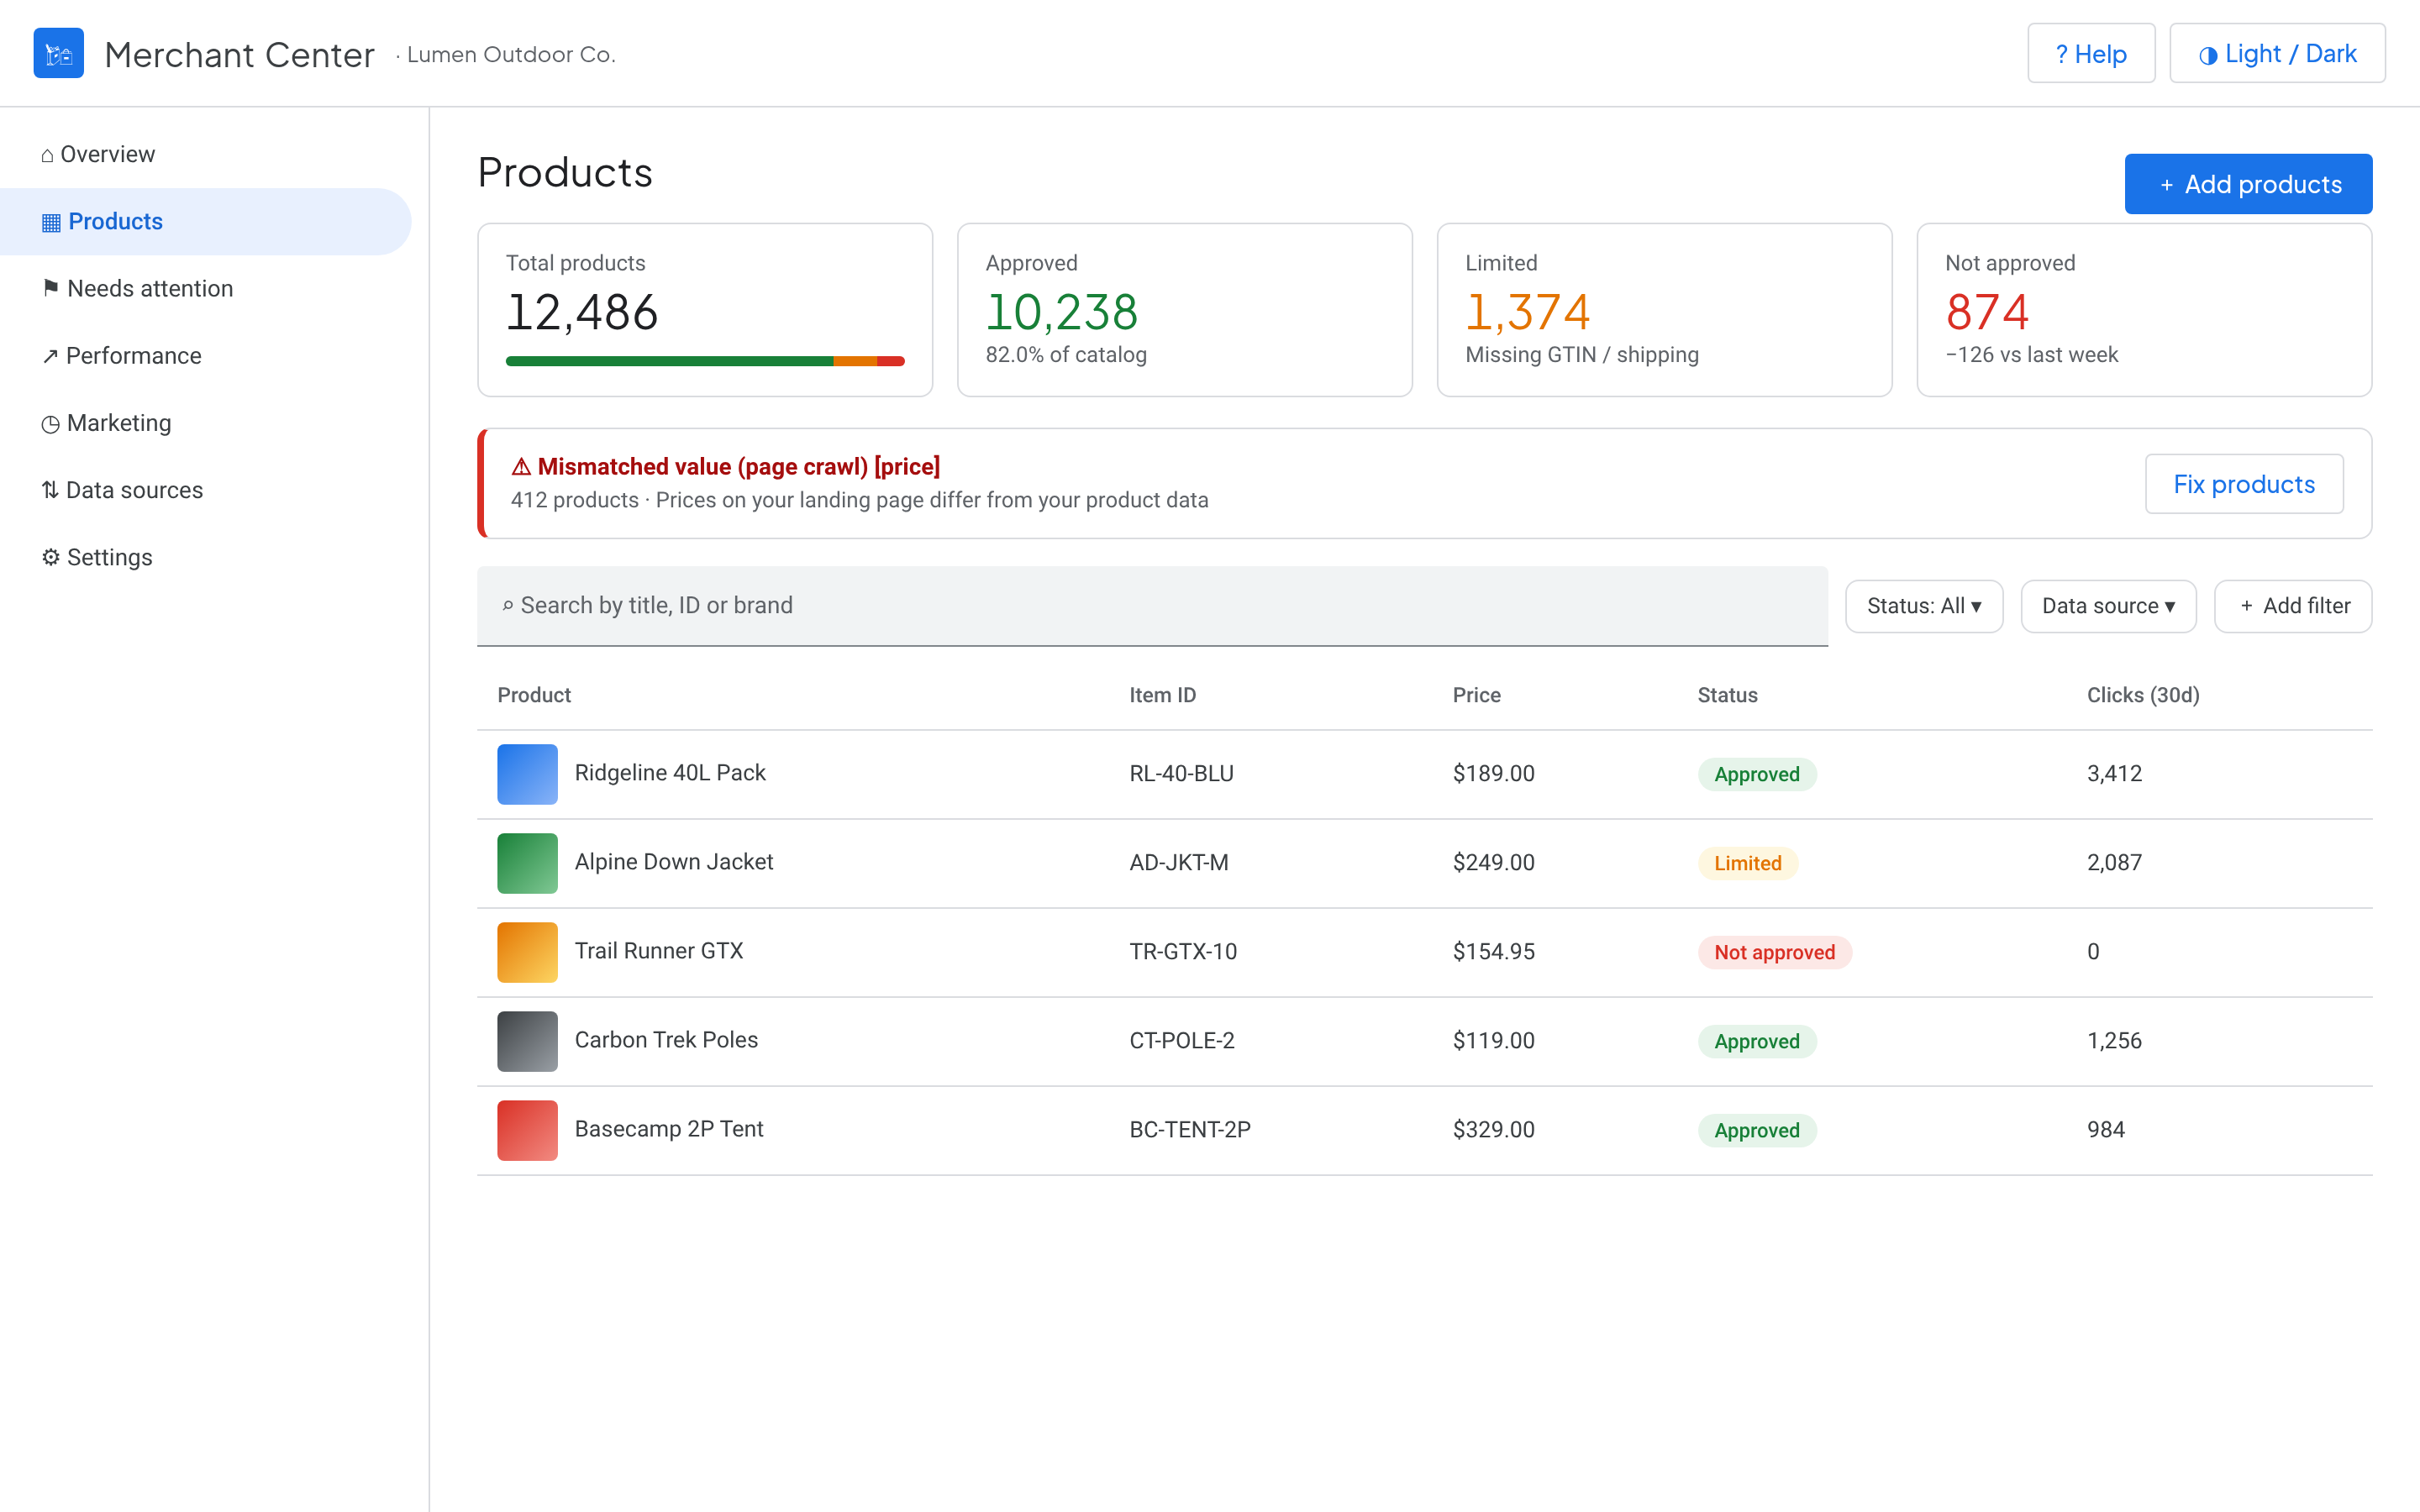 Merchant Center · Lumen Outdoor Co.
? Help
Light / Dark
Overview
Products
Needs attention
Performance
Marketing
Data sources
Settings
Products
+ Add products
Total products
12,486
Approved
10,238
82.0% of catalog
Limited
1,374
Missing GTIN / shipping
Not approved
874
−126 vs last week
⚠ Mismatched value (page crawl) [price]
412 products · Prices on your landing page differ from your product data
Fix products
Search by title, ID or brand
Status: All ▾
Data source ▾
+ Add filter
Product Item ID Price Status Clicks (30d)
Ridgeline 40L Pack RL-40-BLU $189.00 Approved 3,412
Alpine Down Jacket AD-JKT-M $249.00 Limited 2,087
Trail Runner GTX TR-GTX-10 $154.95 Not approved 0
Carbon Trek Poles CT-POLE-2 $119.00 Approved 1,256
Basecamp 2P Tent BC-TENT-2P $329.00 Approved 984